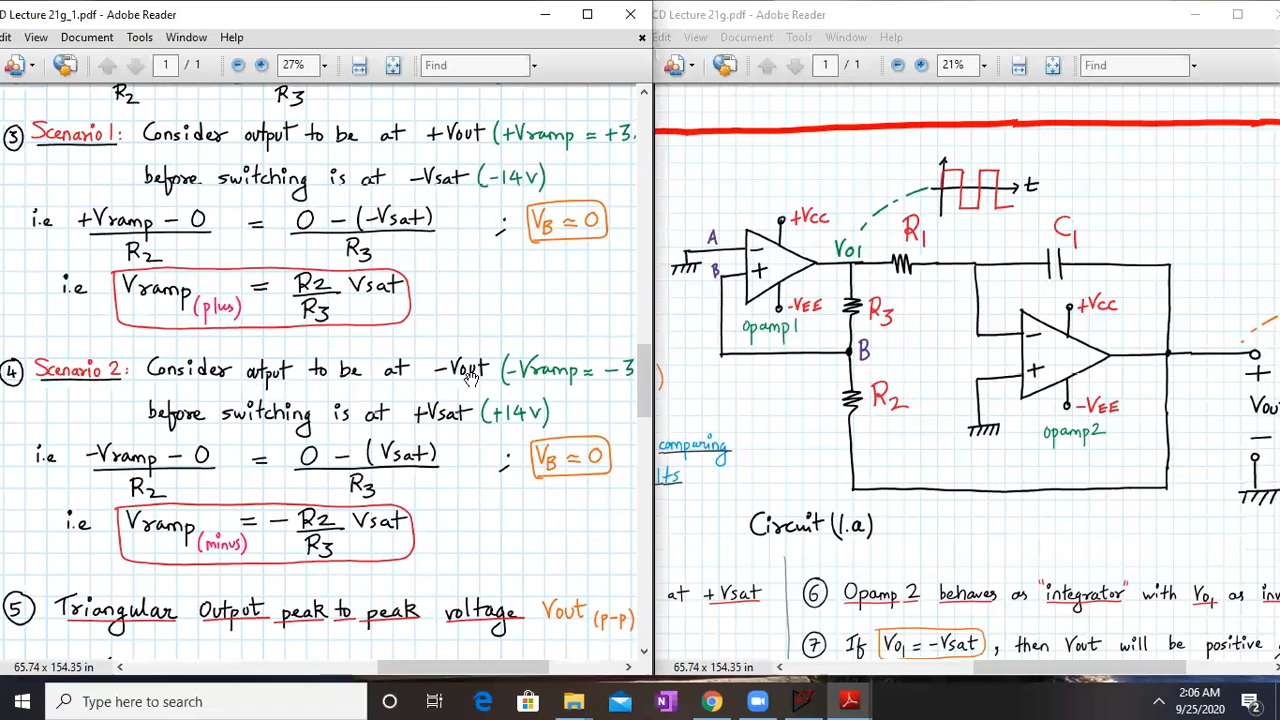 CD Lecture 21g_1.pdf - Adobe Reader
CD Lecture 21g.pdf - Adobe Reader
dit View Document Tools Window Help
Edit View Document Tools Window Help
1 / 1 27% Find
1 / 1 21% Find
R2 R3
③ Scenario 1: Consider output to be at +Vout (+Vramp = +3.
before switching is at -Vsat (-14v)
i.e +Vramp - 0 / R2 = 0 - (-Vsat) / R3 ; VB ≃ 0
i.e Vramp (plus) = R2/R3 Vsat
④ Scenario 2: Consider output to be at -Vout (-Vramp = -3
before switching is at +Vsat (+14v)
i.e -Vramp - 0 / R2 = 0 - (Vsat) / R3 ; VB ≃ 0
i.e Vramp (minus) = - R2/R3 Vsat
⑤ Triangular Output peak to peak voltage Vout (p-p)
t
A
B
+Vcc
-VEE
opamp1
Vo1
R1
C1
R3
B
R2
+Vcc
-VEE
opamp2
+
Vou
-
comparing
lts
Circuit (1.a)
at +Vsat
⑥ Opamp 2 behaves as "integrator" with Vo1 as inv
⑦ If Vo1 = -Vsat, then Vout will be positive
65.74 x 154.35 in
65.74 x 154.35 in
Type here to search
2:06 AM
9/25/2020
2